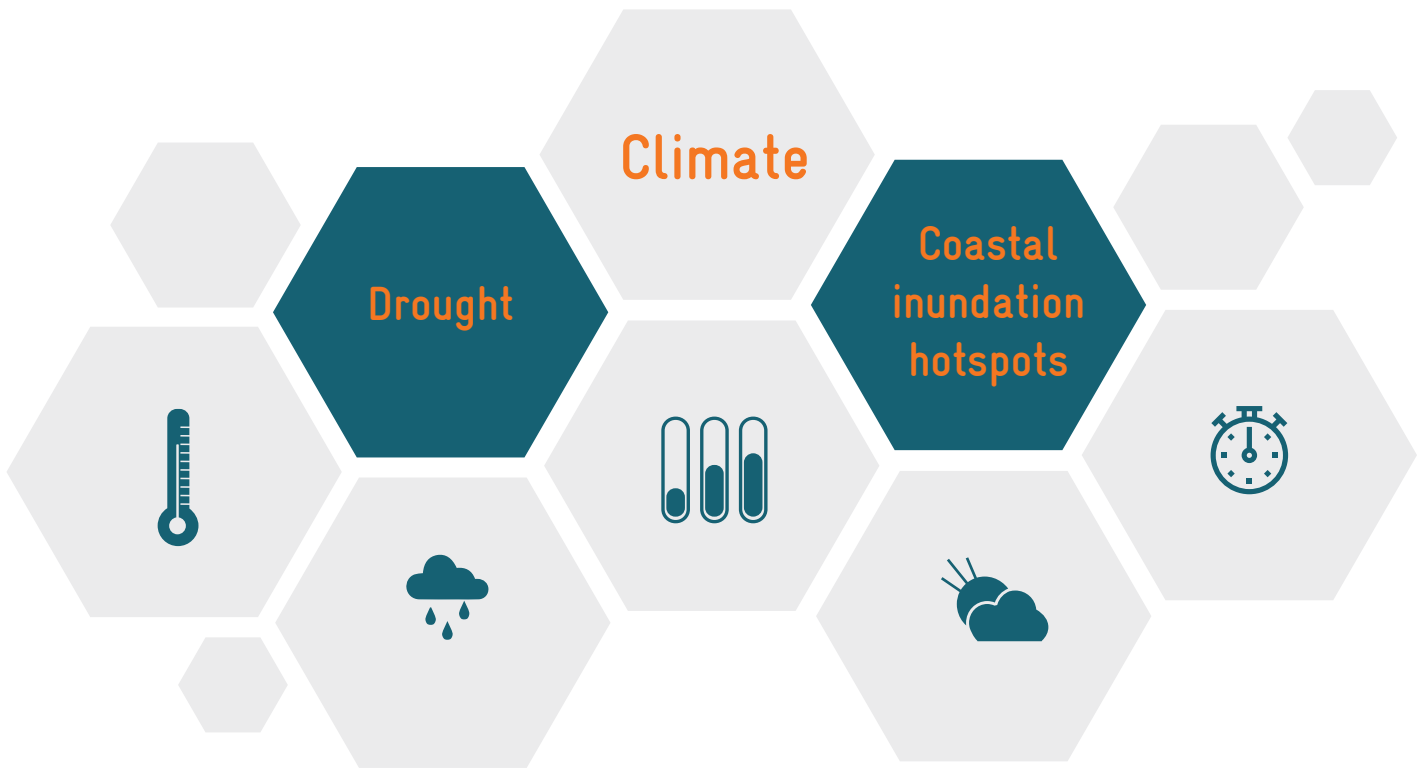 Climate
Drought
Coastal
inundation
hotspots